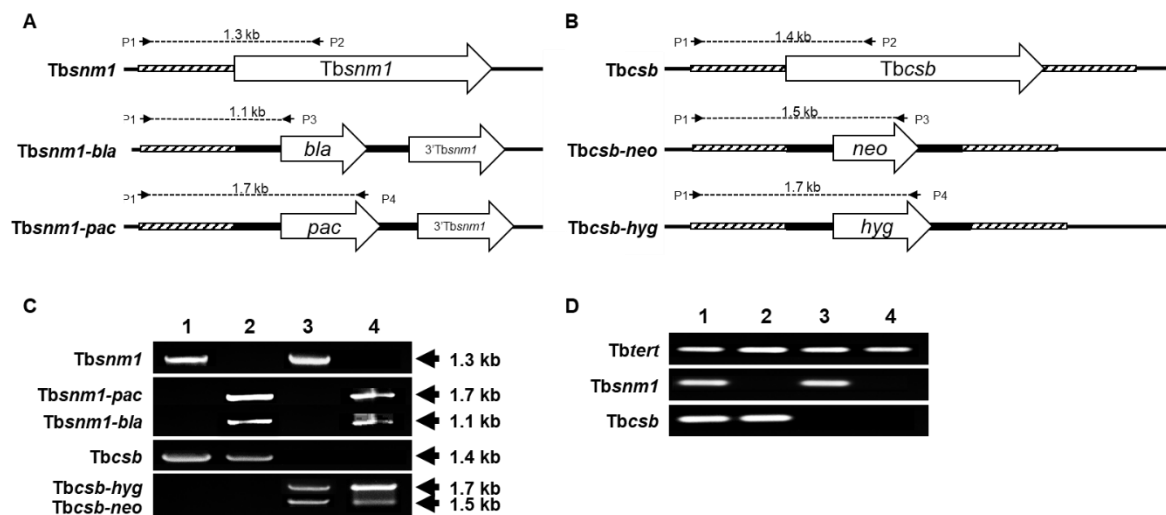 A
P1 1.3 kb P2
Tbsnm1 Tbsnm1
P1 1.1 kb P3
Tbsnm1-bla bla 3'Tbsnm1
P1 1.7 kb P4
Tbsnm1-pac pac 3'Tbsnm1
B
P1 1.4 kb P2
Tbcsb Tbcsb
P1 1.5 kb P3
Tbcsb-neo neo
P1 1.7 kb P4
Tbcsb-hyg hyg
C
1 2 3 4
Tbsnm1 1.3 kb
Tbsnm1-pac 1.7 kb
Tbsnm1-bla 1.1 kb
Tbcsb 1.4 kb
Tbcsb-hyg 1.7 kb
Tbcsb-neo 1.5 kb
D
1 2 3 4
Tbtert
Tbsnm1
Tbcsb